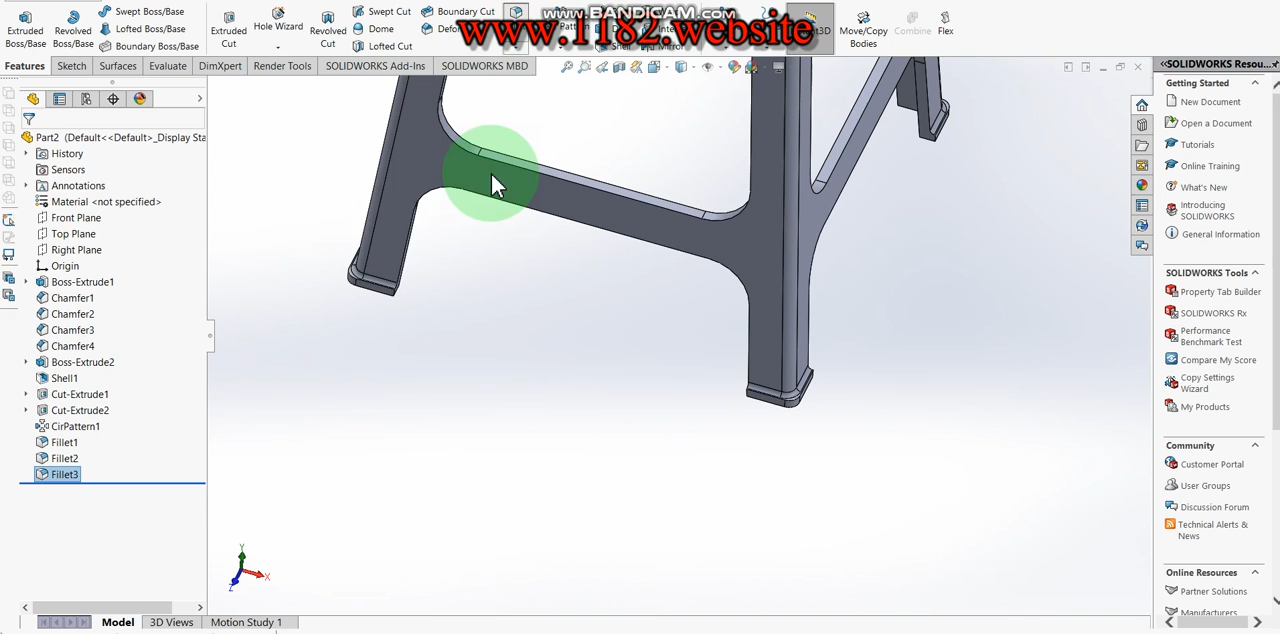 www.BANDICAM.com
www.1182.website
Extruded Boss/Base
Revolved Boss/Base
Swept Boss/Base
Lofted Boss/Base
Boundary Boss/Base
Extruded Cut
Hole Wizard
Revolved Cut
Swept Cut
Dome
Lofted Cut
Boundary Cut
Move/Copy Bodies
Combine
Flex
Features
Sketch
Surfaces
Evaluate
DimXpert
Render Tools
SOLIDWORKS Add-Ins
SOLIDWORKS MBD
Part2 (Default<<Default>_Display Sta
History
Sensors
Annotations
Material <not specified>
Front Plane
Top Plane
Right Plane
Origin
Boss-Extrude1
Chamfer1
Chamfer2
Chamfer3
Chamfer4
Boss-Extrude2
Shell1
Cut-Extrude1
Cut-Extrude2
CirPattern1
Fillet1
Fillet2
Fillet3
Y
X
Z
Model
3D Views
Motion Study 1
SOLIDWORKS Resou...
Getting Started
New Document
Open a Document
Tutorials
Online Training
What's New
Introducing
SOLIDWORKS
General Information
SOLIDWORKS Tools
Property Tab Builder
SOLIDWORKS Rx
Performance
Benchmark Test
Compare My Score
Copy Settings
Wizard
My Products
Community
Customer Portal
User Groups
Discussion Forum
Technical Alerts &
News
Online Resources
Partner Solutions
Manufacturers